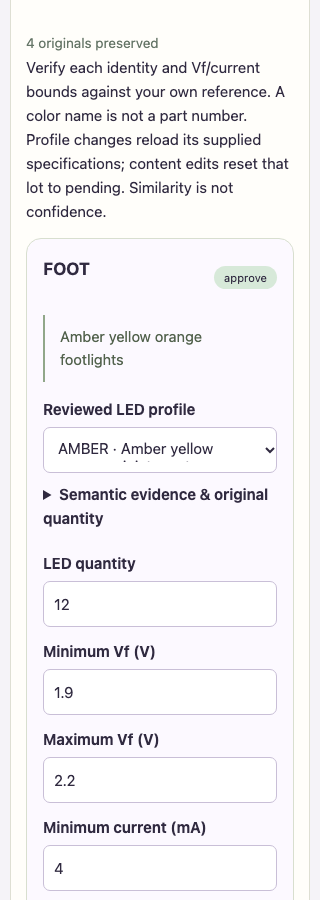 4 originals preserved
Verify each identity and Vf/current
bounds against your own reference. A
color name is not a part number.
Profile changes reload its supplied
specifications; content edits reset that
lot to pending. Similarity is not
confidence.
FOOT
approve
Amber yellow orange
footlights
Reviewed LED profile
AMBER · Amber yellow
Semantic evidence & original
quantity
LED quantity
12
Minimum Vf (V)
1.9
Maximum Vf (V)
2.2
Minimum current (mA)
4